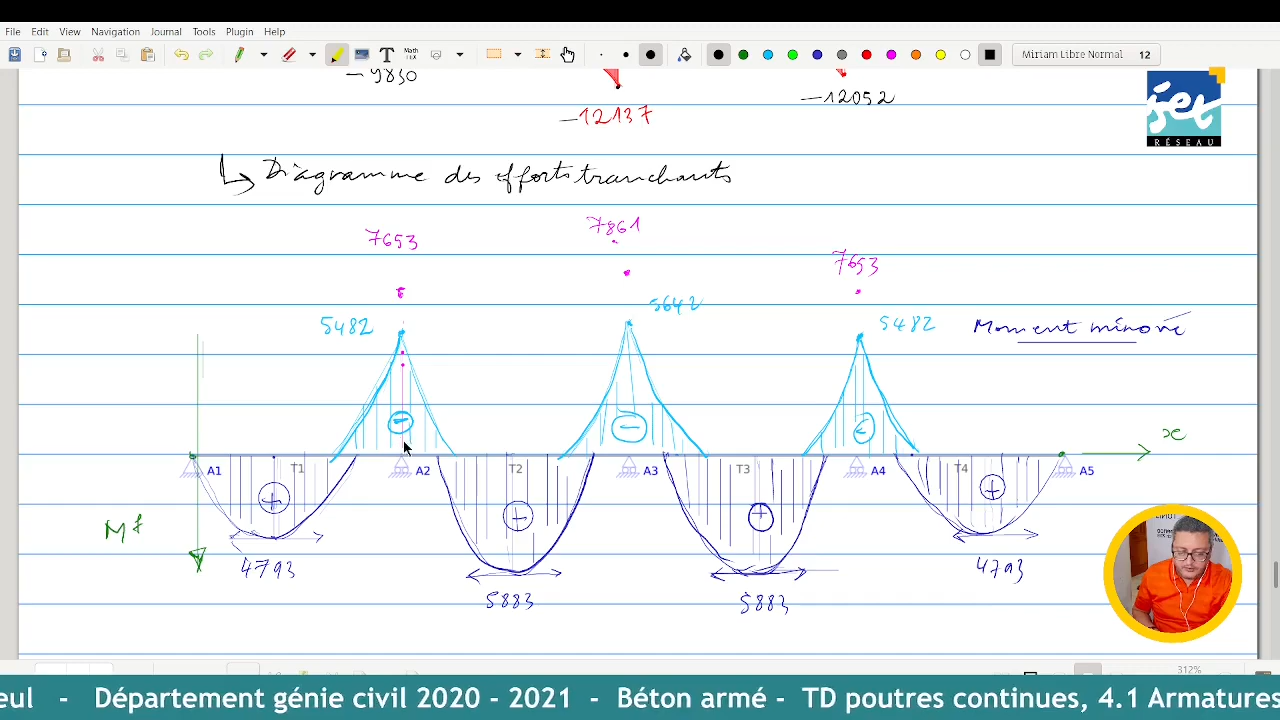 File Edit View Navigation Journal Tools Plugin Help
Miriam Libre Normal 12
-9830
-12137
-12052
iset
RÉSEAU
↳ Diagramme des efforts tranchants
7653
7861
7653
5482
5642
5482
Moment minoré
x
A1 T1 A2 T2 A3 T3 A4 T4 A5
Mf
4793
5883
5883
4793
312%
eul - Département génie civil 2020 - 2021 - Béton armé - TD poutres continues, 4.1 Armatures